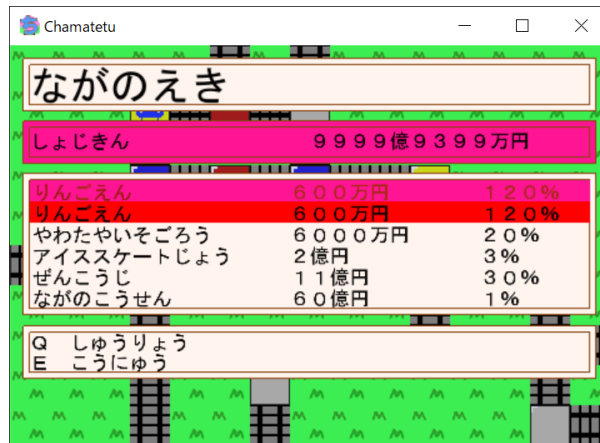 Chamatetu
ながのえき
しょじきん 9999億9399万円
りんごえん 600万円 120%
りんごえん 600万円 120%
やわたやいそごろう 6000万円 20%
アイススケートじょう 2億円 3%
ぜんこうじ 11億円 30%
ながのこうせん 60億円 1%
Q しゅうりょう
E こうにゅう